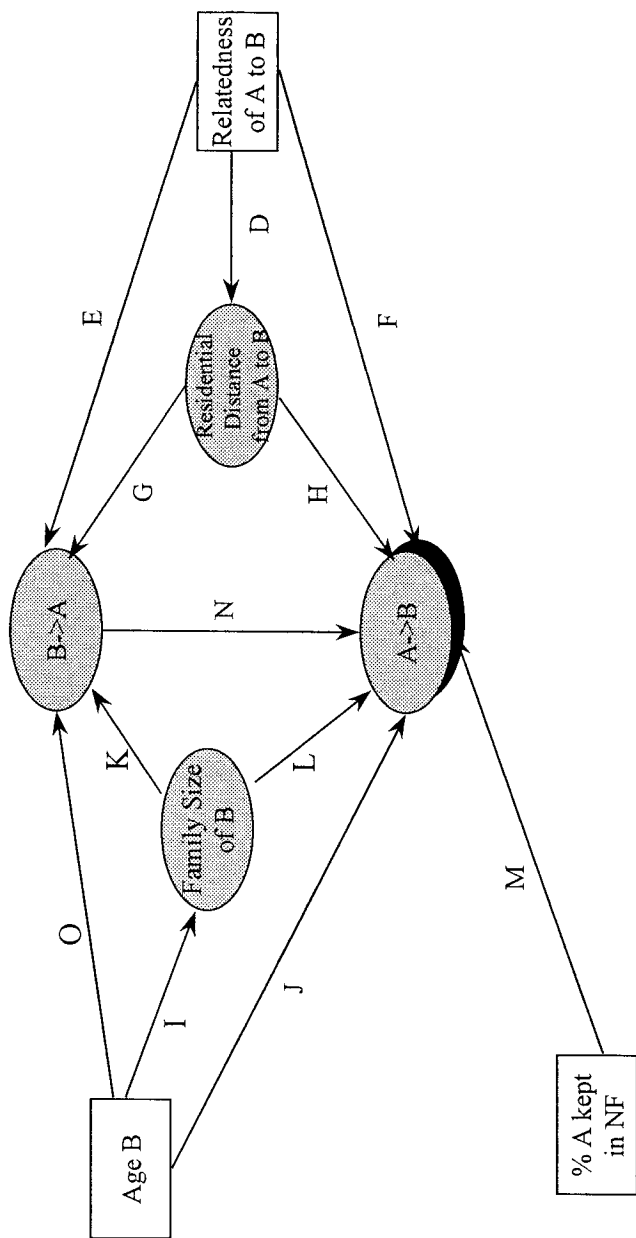 Relatedness
of A to B
E
D
F
Residential
Distance
from A to B
G
H
B->A
N
A->B
K
L
Family Size
of B
O
I
J
M
Age B
% A kept
in NF